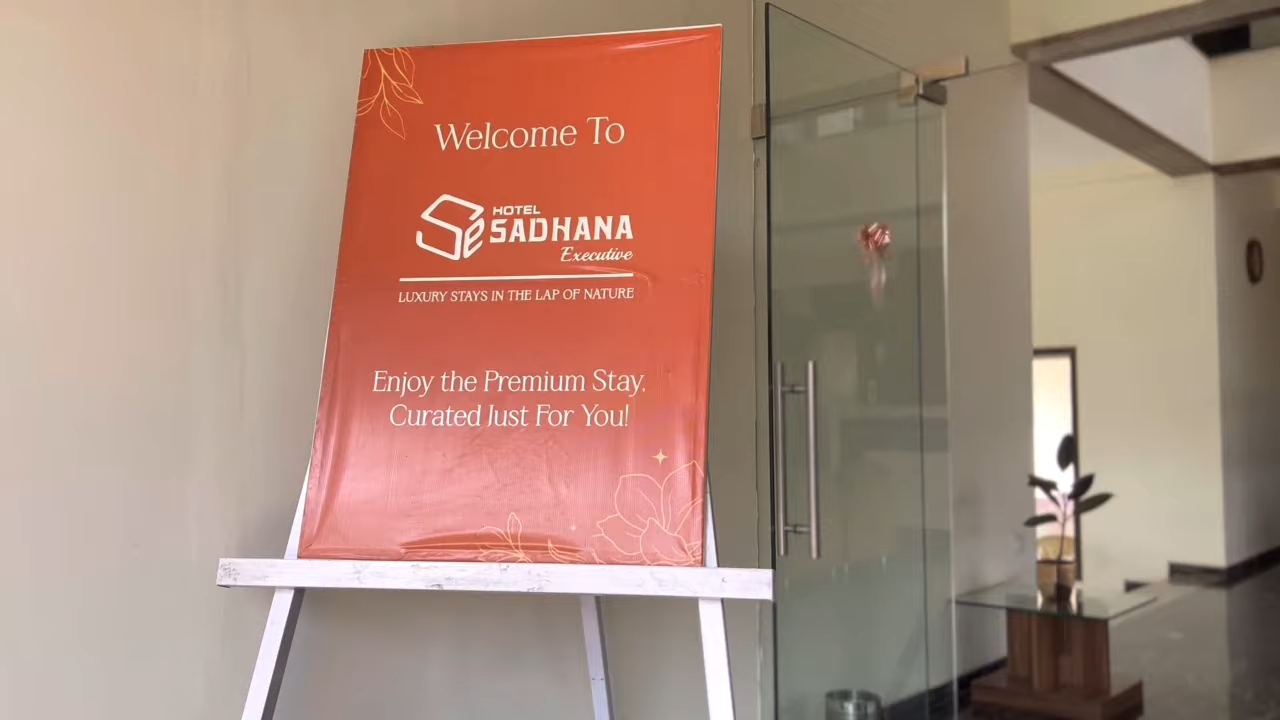 Welcome To
HOTEL
SADHANA
Executive
LUXURY STAYS IN THE LAP OF NATURE
Enjoy the Premium Stay,
Curated Just For You!